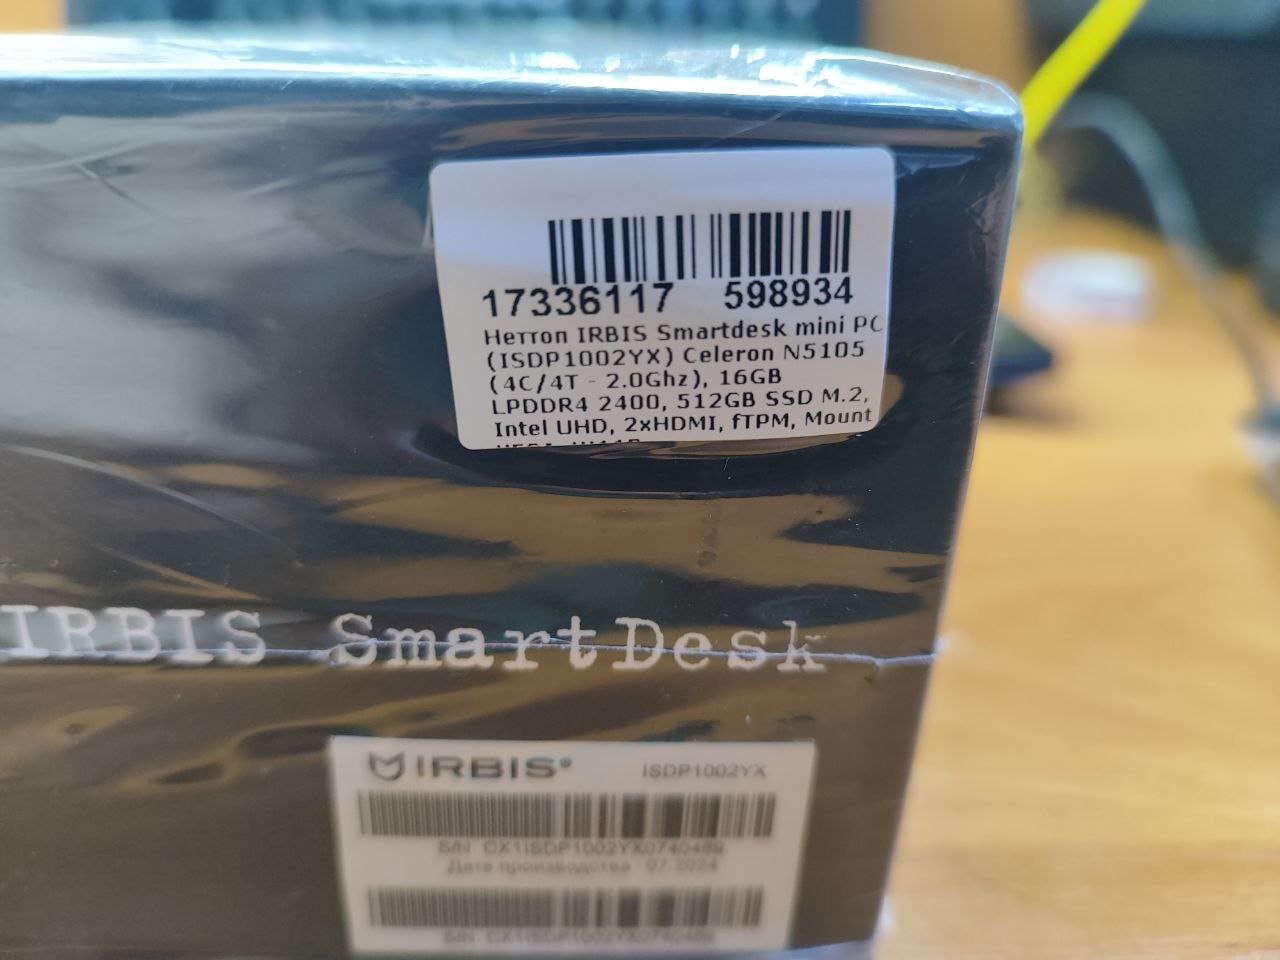 17336117 598934
Неттоп IRBIS Smartdesk mini PC
(ISDP1002YX) Celeron N5105
(4C/4T - 2.0Ghz), 16GB
LPDDR4 2400, 512GB SSD M.2,
Intel UHD, 2xHDMI, fTPM, Mount
IRBIS SmartDesk
IRBIS® ISDP1002YX
S/N
Дата производства - 07.2024
S/N